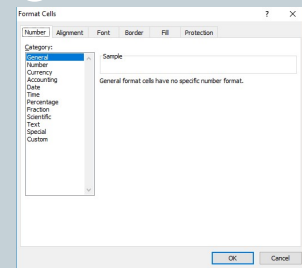 Format Cells ? ×
Number Alignment Font Border Fill Protection
Category:
General
Number
Currency
Accounting
Date
Time
Percentage
Fraction
Scientific
Text
Special
Custom
Sample
General format cells have no specific number format.
OK Cancel